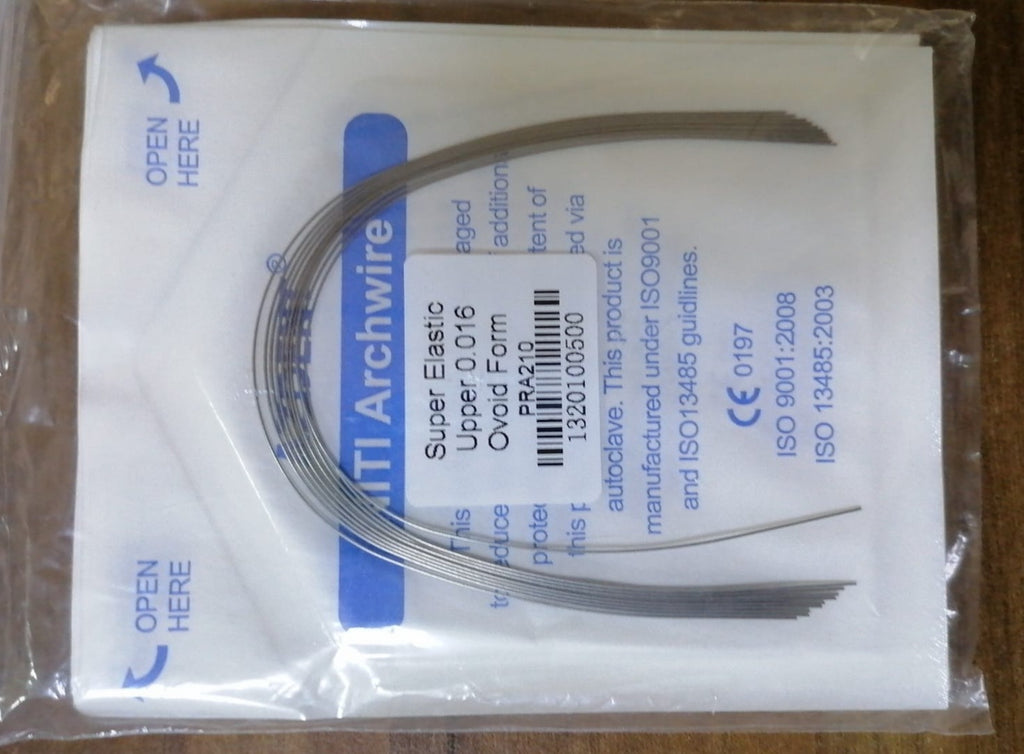 OPEN
HERE
OPEN
HERE
®
NITI Archwire
Super Elastic
Upper 0.016
Ovoid Form
PRA210
1320100500
This aged
to reduce additiona
protec tent of
this p ed via
autoclave. This product is
manufactured under ISO9001
and ISO13485 guidlines.
CE 0197
ISO 9001:2008
ISO 13485:2003